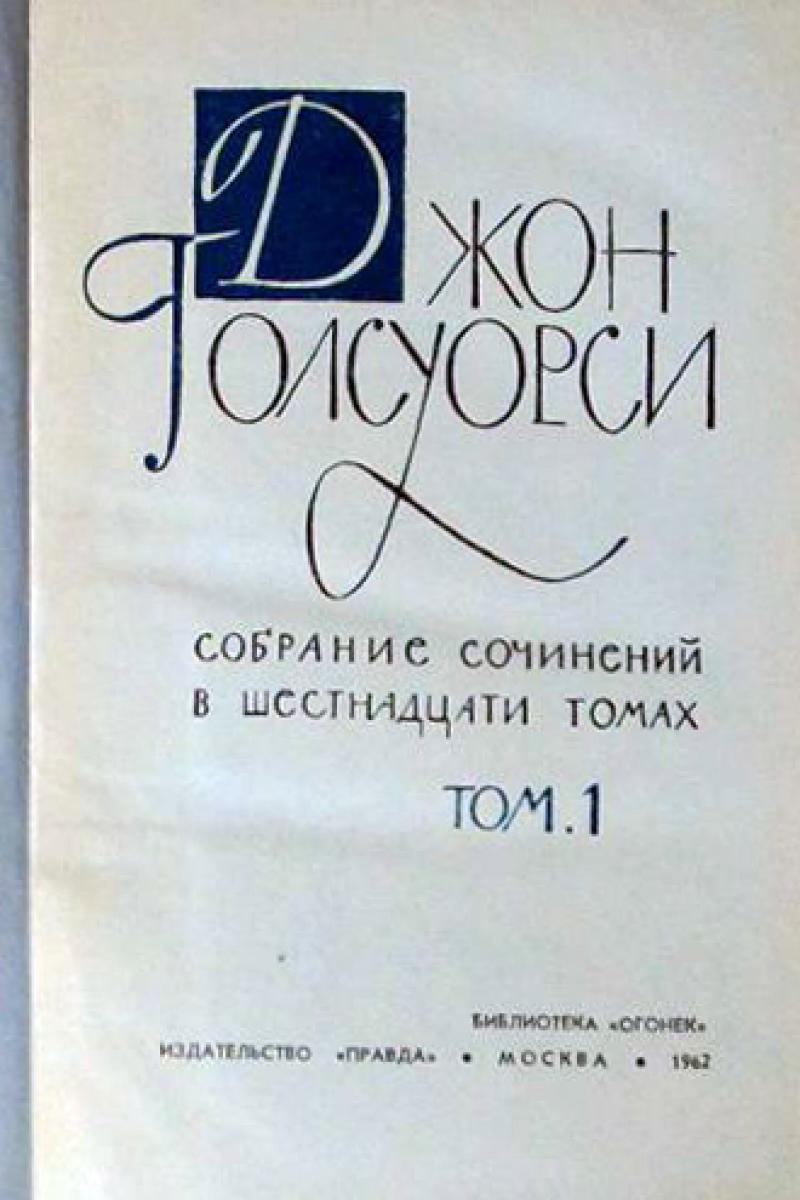 ДЖОН
ГОЛСУОРСИ
СОБРАНИЕ СОЧИНЕНИЙ
В ШЕСТНАДЦАТИ ТОМАХ
ТОМ.1
БИБЛИОТЕКА «ОГОНЕК»
ИЗДАТЕЛЬСТВО «ПРАВДА» • МОСКВА • 1962